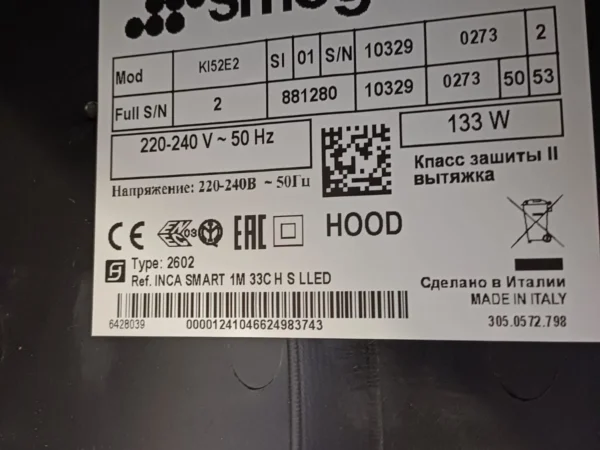 smeg
Mod KI52E2 SI 01 S/N 10329 0273 2
Full S/N 2 881280 10329 0273 50 53
220-240 V ~ 50 Hz
133 W
Напряжение: 220-240В ~ 50Гц
Класс зашиты II
вытяжка
CE EAC HOOD
Type: 2602
Ref. INCA SMART 1M 33C H S LLED
Сделано в Италии
MADE IN ITALY
6428039 00001241046624983743
305.0572.798